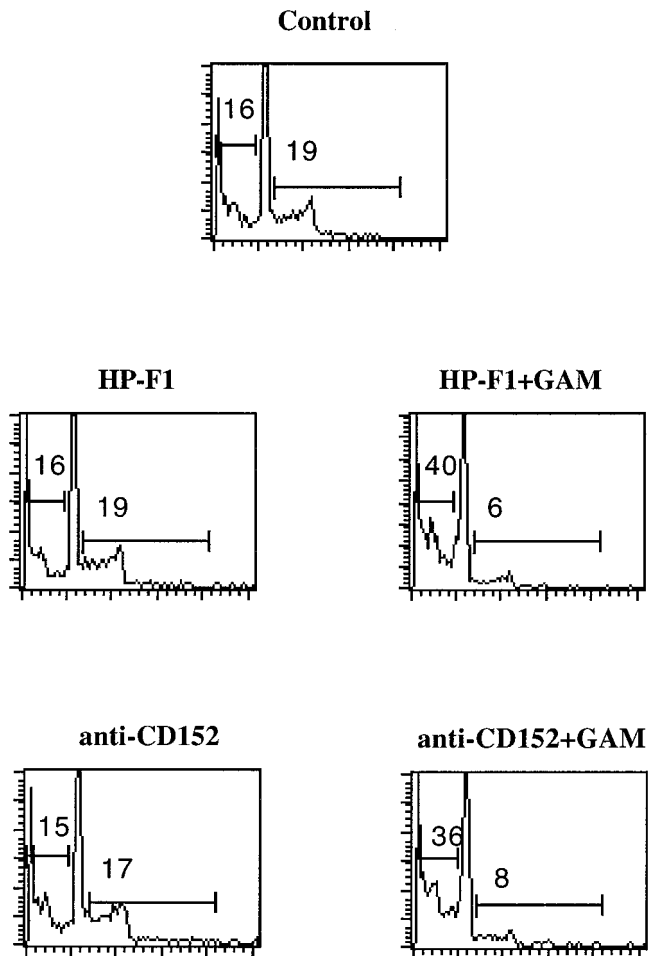 Control
16
19
HP-F1
16
19
HP-F1+GAM
40
6
anti-CD152
15
17
anti-CD152+GAM
36
8